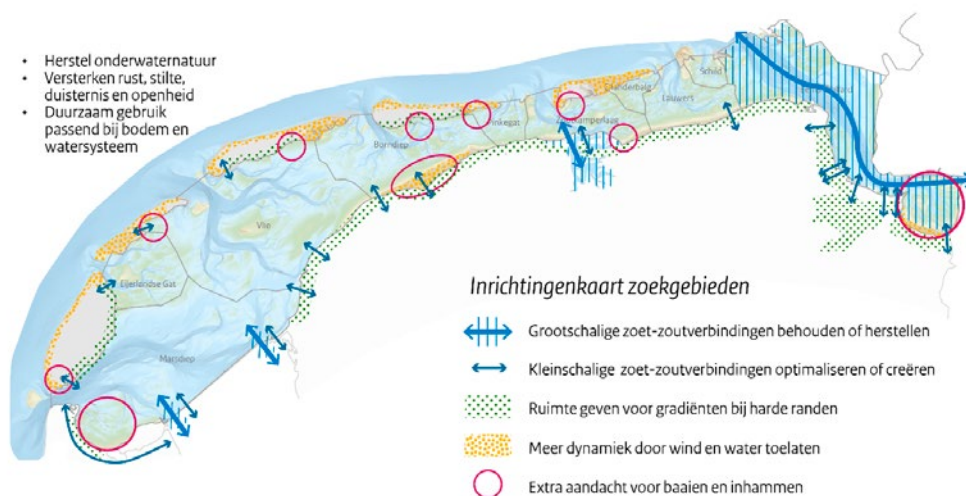 • Herstel onderwaternatuur
• Versterken rust, stilte,
duisternis en openheid
• Duurzaam gebruik
passend bij bodem en
watersysteem
Schild
Lauwers
Borndiep
Vlie
Eijerlandse Gat
Marsdiep
Inrichtingenkaart zoekgebieden
Grootschalige zoet-zoutverbindingen behouden of herstellen
Kleinschalige zoet-zoutverbindingen optimaliseren of creëren
Ruimte geven voor gradiënten bij harde randen
Meer dynamiek door wind en water toelaten
Extra aandacht voor baaien en inhammen